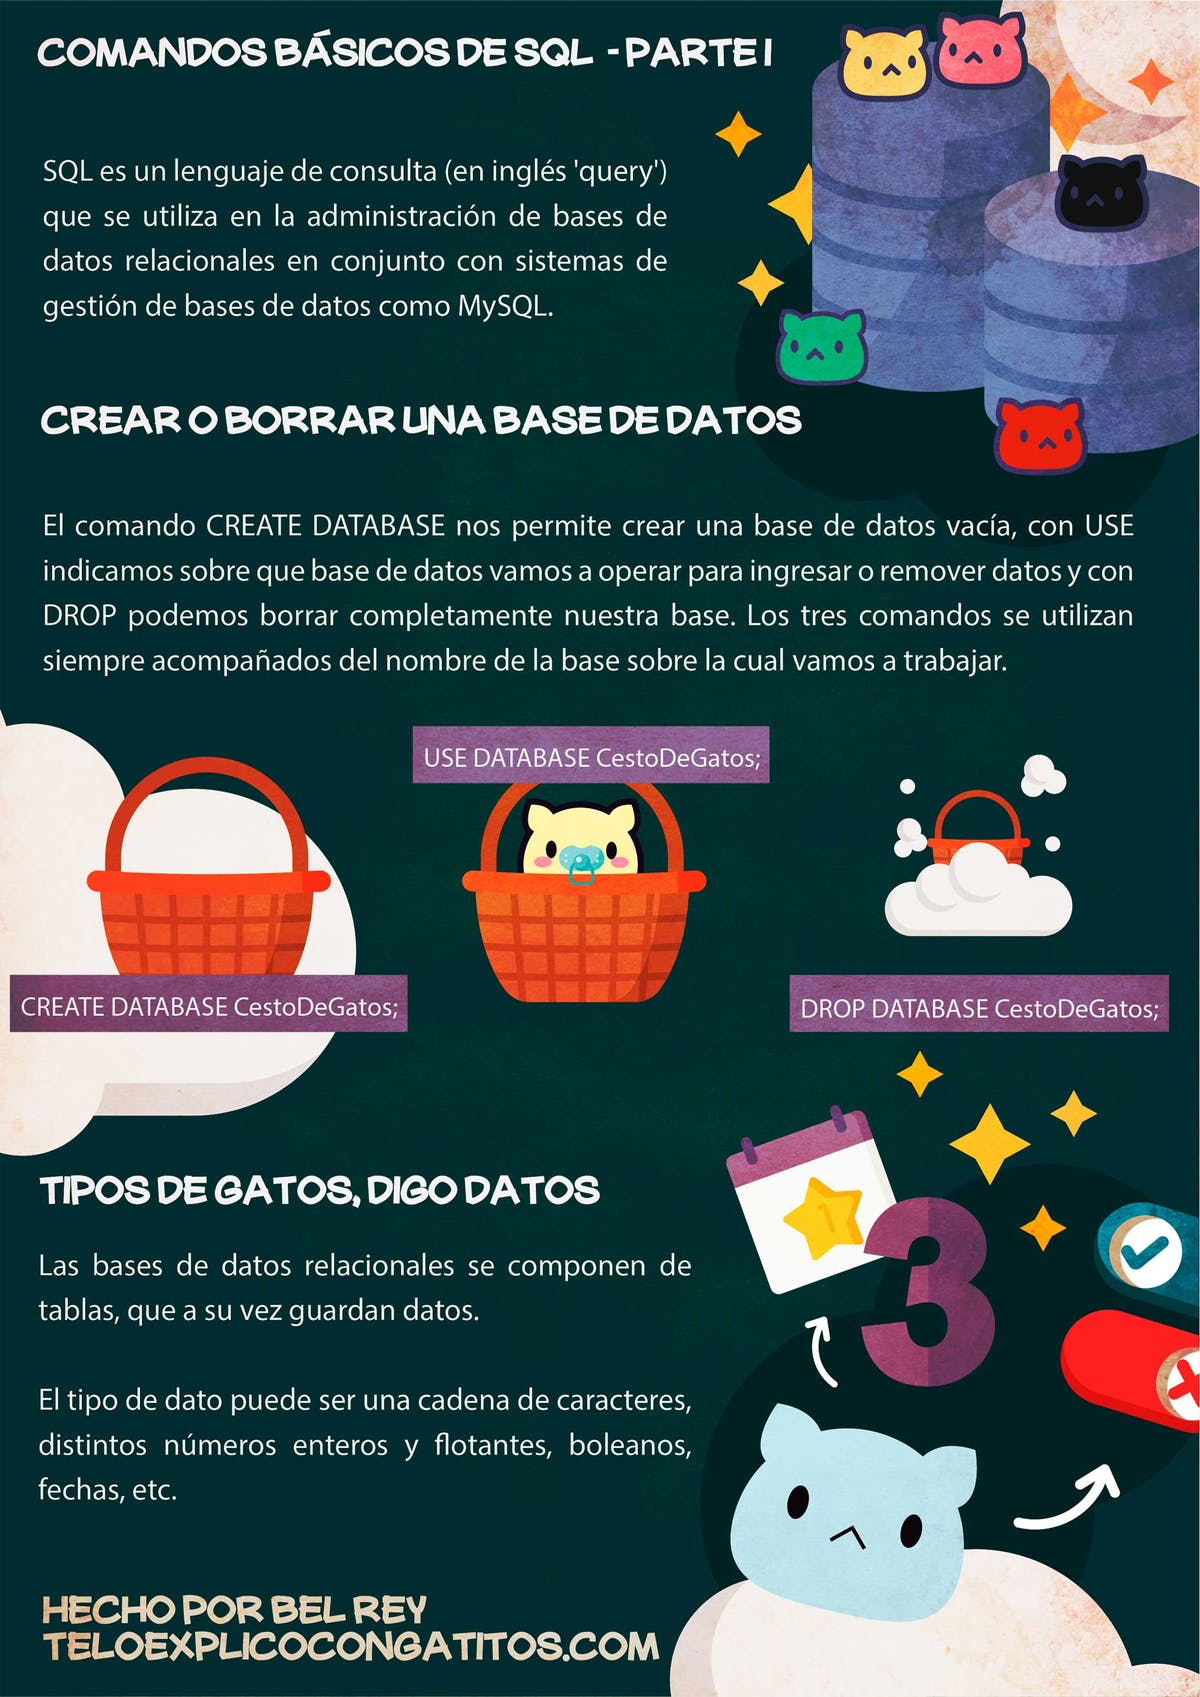 COMANDOS BÁSICOS DE SQL - PARTE I
SQL es un lenguaje de consulta (en inglés 'query')
que se utiliza en la administración de bases de
datos relacionales en conjunto con sistemas de
gestión de bases de datos como MySQL.
CREAR O BORRAR UNA BASE DE DATOS
El comando CREATE DATABASE nos permite crear una base de datos vacía, con USE
indicamos sobre que base de datos vamos a operar para ingresar o remover datos y con
DROP podemos borrar completamente nuestra base. Los tres comandos se utilizan
siempre acompañados del nombre de la base sobre la cual vamos a trabajar.
USE DATABASE CestoDeGatos;
CREATE DATABASE CestoDeGatos;
DROP DATABASE CestoDeGatos;
TIPOS DE GATOS, DIGO DATOS
Las bases de datos relacionales se componen de
tablas, que a su vez guardan datos.
El tipo de dato puede ser una cadena de caracteres,
distintos números enteros y flotantes, boleanos,
fechas, etc.
1
3
HECHO POR BEL REY
TELOEXPLICOCONGATITOS.COM